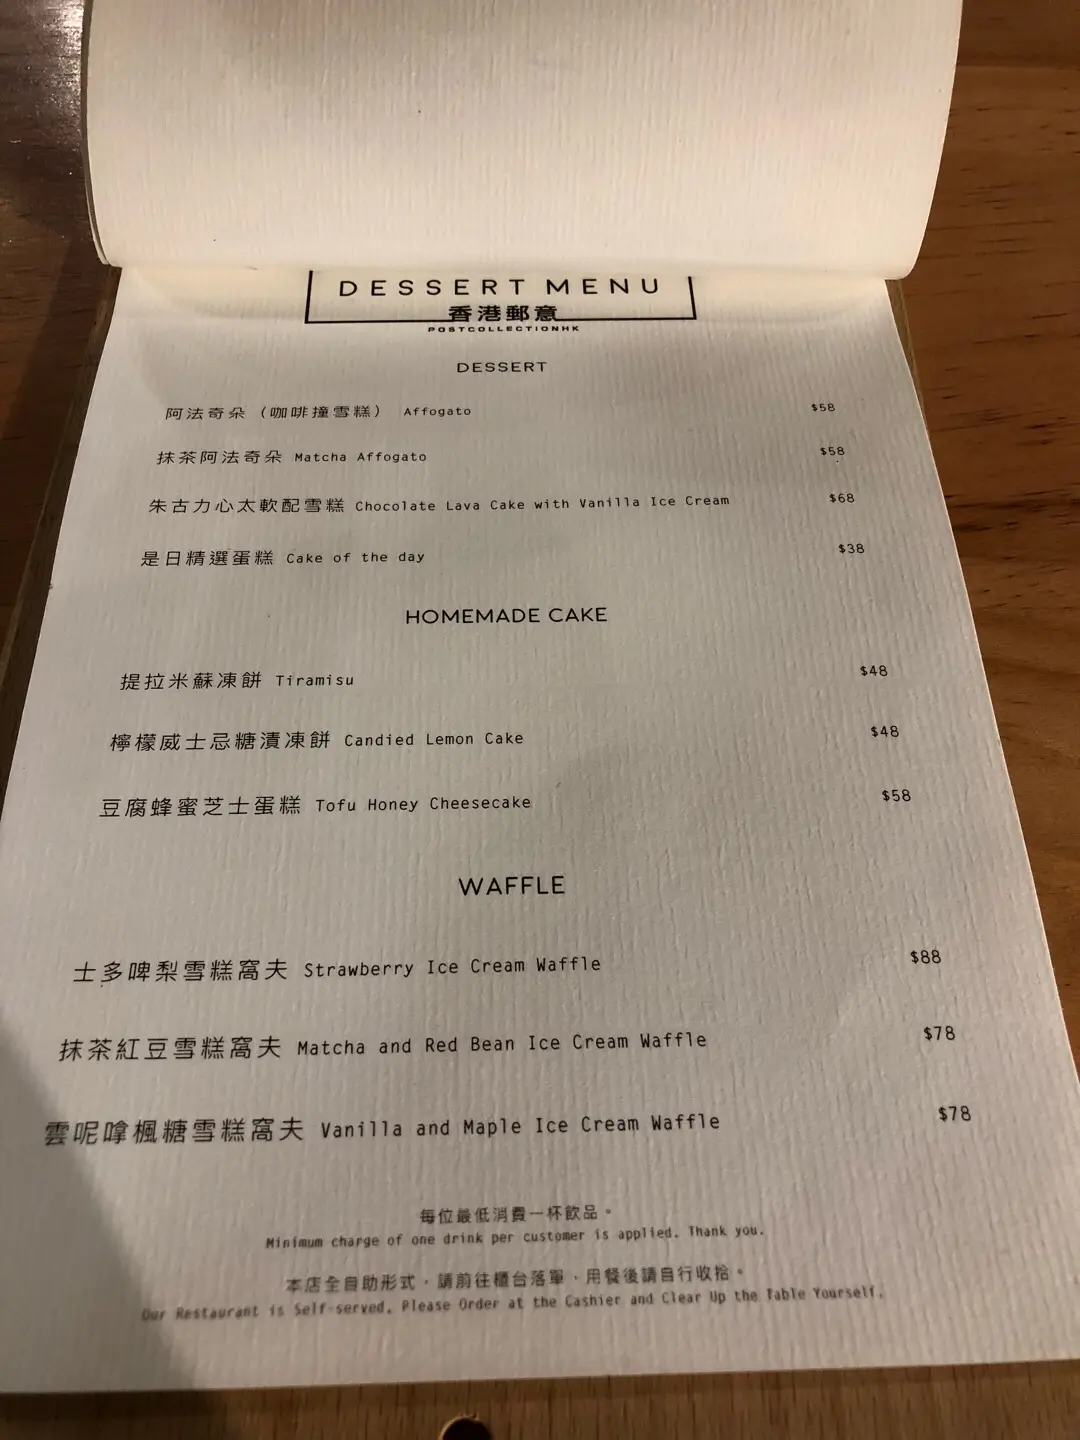 DESSERT MENU
香港郵意
POSTCOLLECTIONHK
DESSERT
阿法奇朵（咖啡撞雪糕） Affogato $58
抹茶阿法奇朵 Matcha Affogato $58
朱古力心太軟配雪糕 Chocolate Lava Cake with Vanilla Ice Cream $68
是日精選蛋糕 Cake of the day $38
HOMEMADE CAKE
提拉米蘇凍餅 Tiramisu $48
檸檬威士忌糖漬凍餅 Candied Lemon Cake $48
豆腐蜂蜜芝士蛋糕 Tofu Honey Cheesecake $58
WAFFLE
士多啤梨雪糕窩夫 Strawberry Ice Cream Waffle $88
抹茶紅豆雪糕窩夫 Matcha and Red Bean Ice Cream Waffle $78
雲呢嗱楓糖雪糕窩夫 Vanilla and Maple Ice Cream Waffle $78
每位最低消費一杯飲品。
Minimum charge of one drink per customer is applied. Thank you.
本店全自助形式，請前往櫃台落單，用餐後請自行收拾。
Our Restaurant is Self-served. Please Order at the Cashier and Clear Up the Table Yourself.